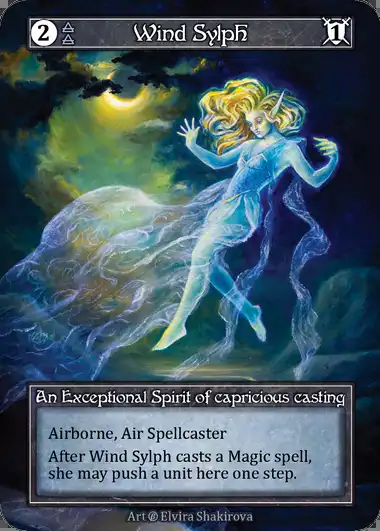 2 Wind Sylph 1
An Exceptional Spirit of capricious casting
Airborne, Air Spellcaster
After Wind Sylph casts a Magic spell,
she may push a unit here one step.
Art @ Elvira Shakirova